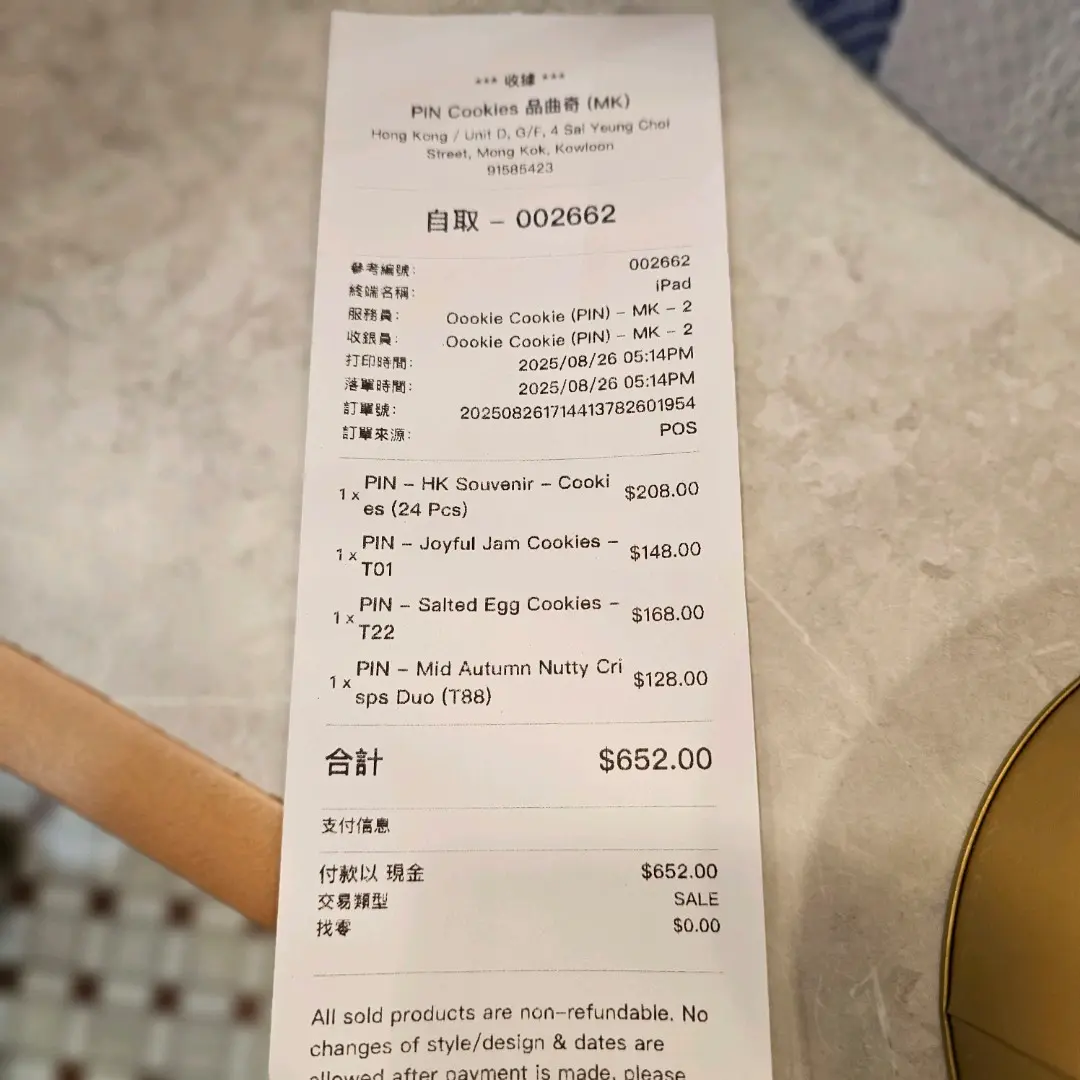 *** 收據 ***
PIN Cookies 品曲奇 (MK)
Hong Kong / Unit D, G/F, 4 Sai Yeung Choi
Street, Mong Kok, Kowloon
91585423
自取 – 002662
參考編號: 002662
終端名稱: iPad
服務員: Oookie Cookie (PIN) – MK – 2
收銀員: Oookie Cookie (PIN) – MK – 2
打印時間: 2025/08/26 05:14PM
落單時間: 2025/08/26 05:14PM
訂單號: 202508261714413782601954
訂單來源: POS
1 x PIN – HK Souvenir – Cooki $208.00
es (24 Pcs)
1 x PIN – Joyful Jam Cookies – $148.00
T01
1 x PIN – Salted Egg Cookies – $168.00
T22
1 x PIN – Mid Autumn Nutty Cri $128.00
sps Duo (T88)
合計 $652.00
支付信息
付款以 現金 $652.00
交易類型 SALE
找零 $0.00
All sold products are non-refundable. No
changes of style/design & dates are
allowed after payment is made, please